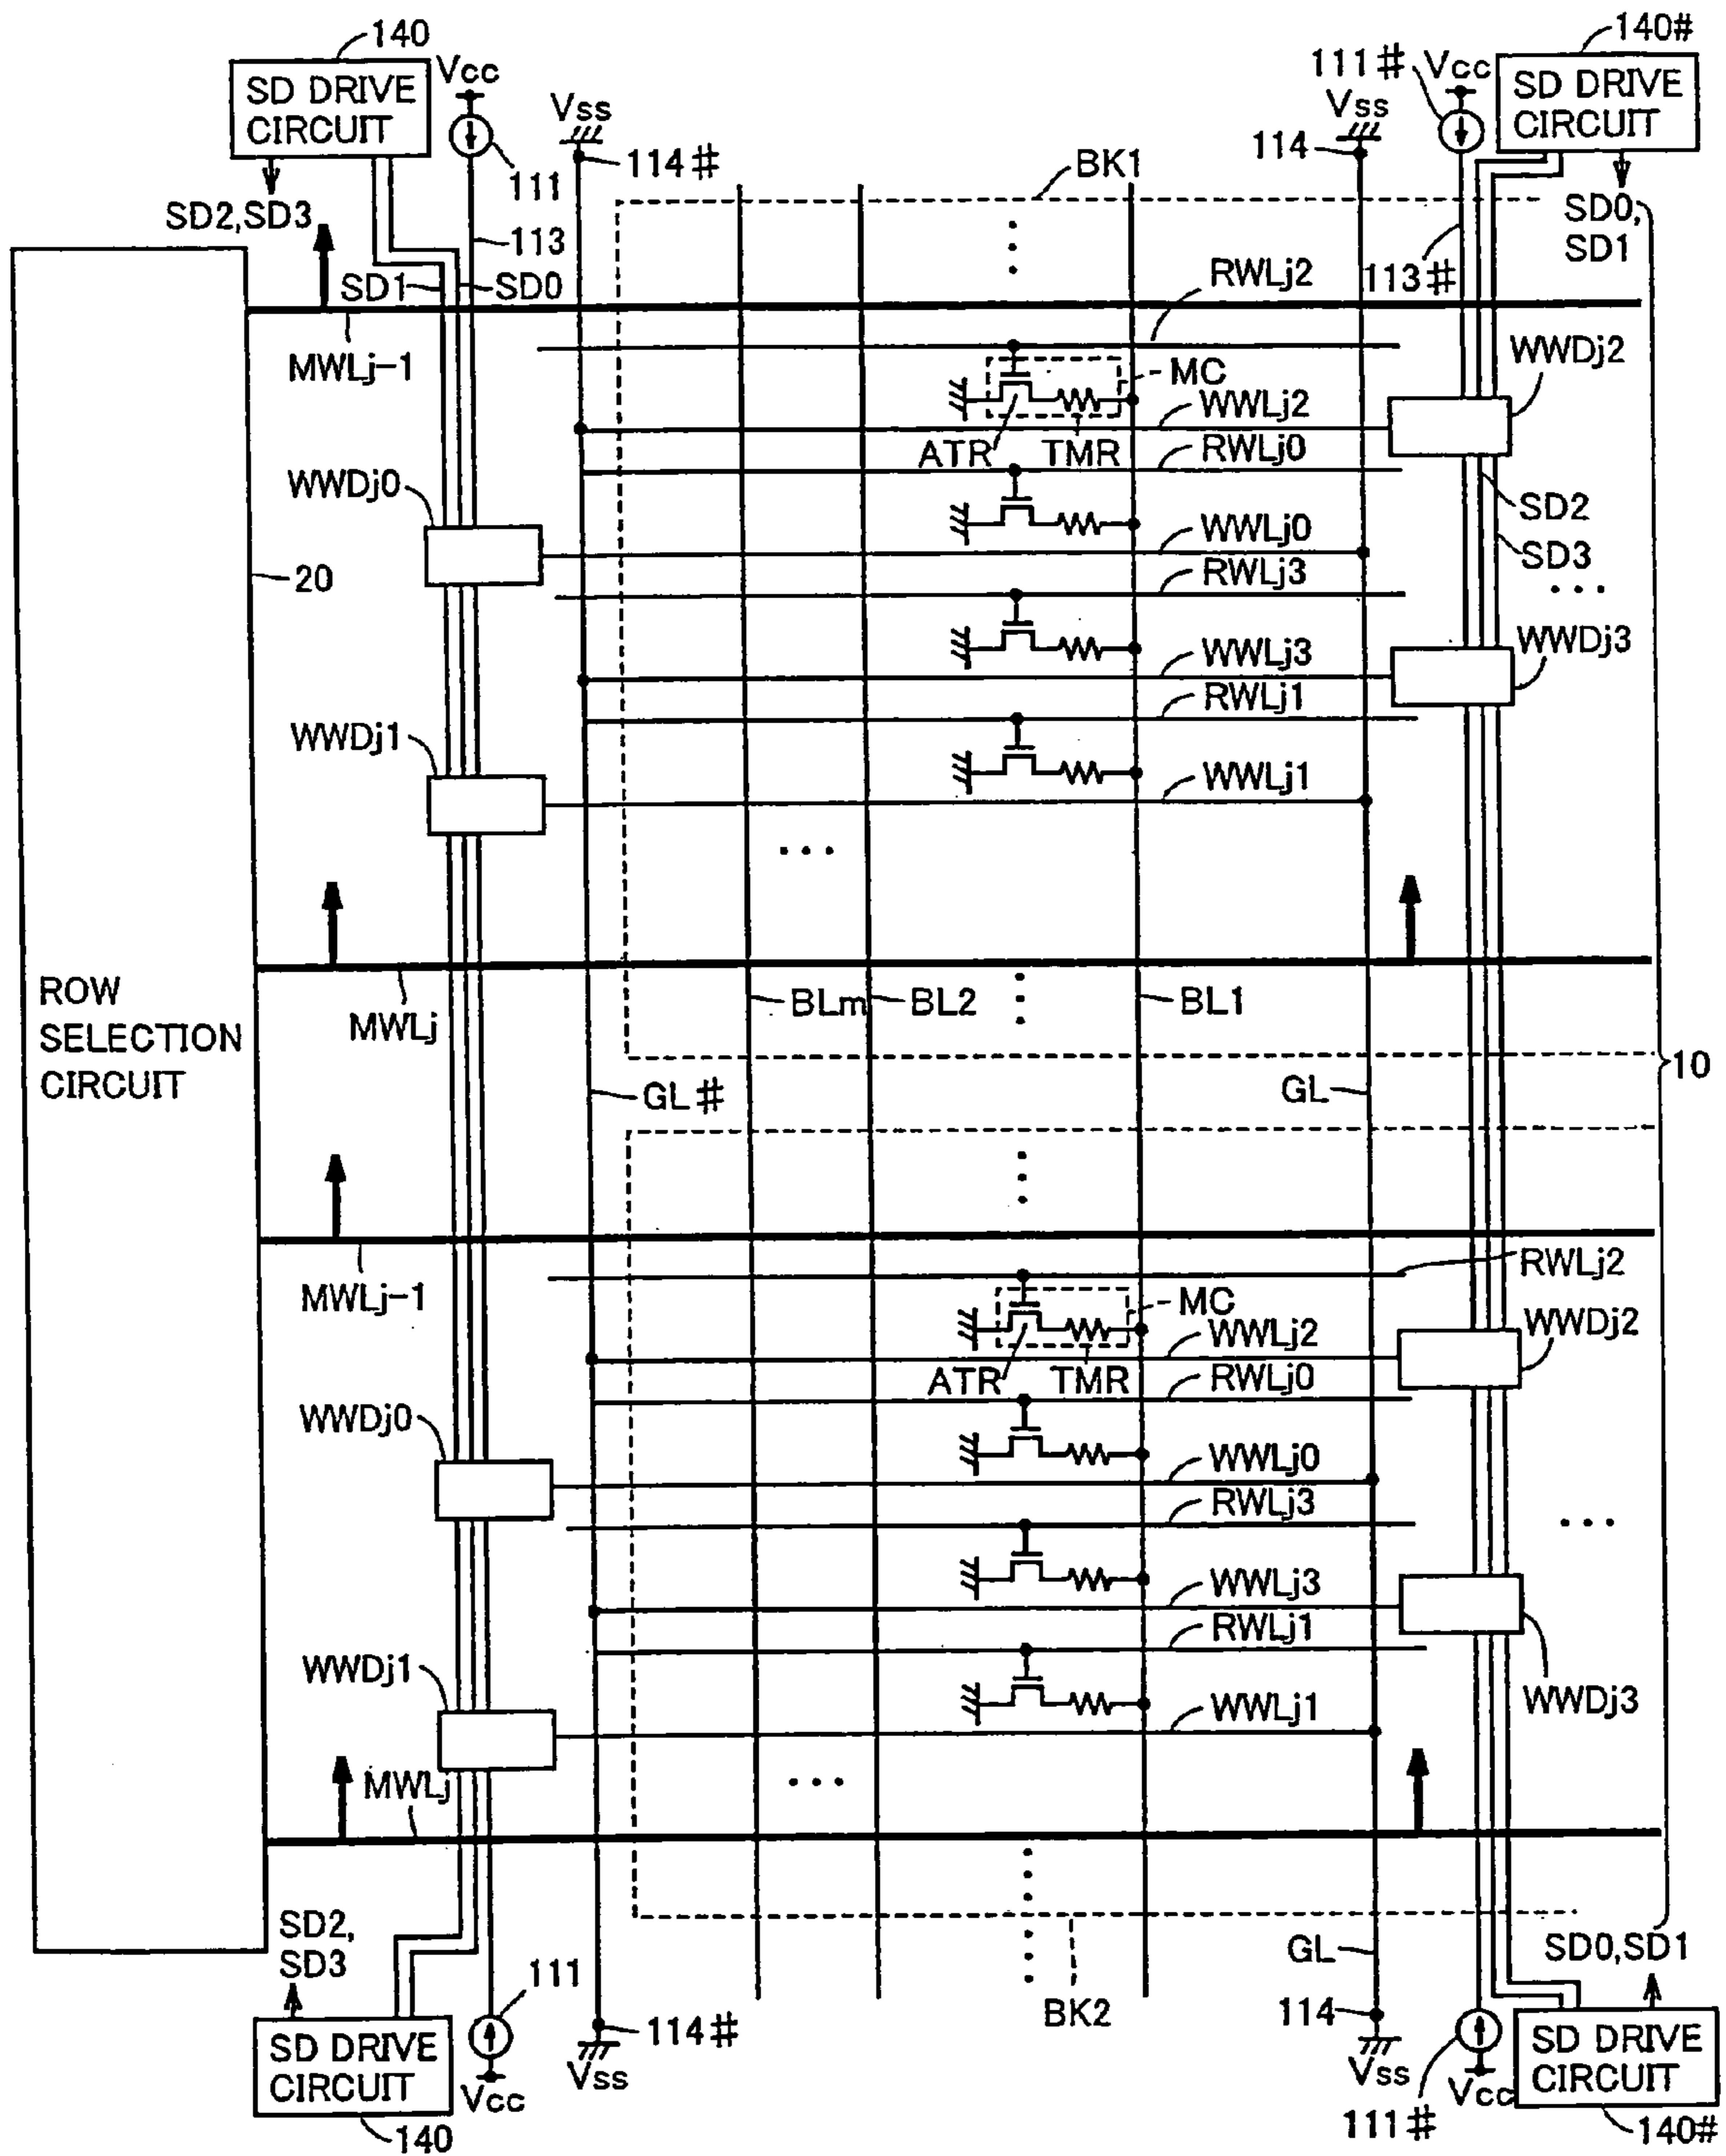 140
SD DRIVE
CIRCUIT
Vcc
111
SD2,SD3
113
SD1
SD0
Vss
114#
BK1
Vss
114
111#
Vcc
140#
SD DRIVE
CIRCUIT
SD0,
SD1
113#
MWLj-1
RWLj2
WWDj2
MC
WWLj2
ATR
TMR
RWLj0
WWDj0
SD2
WWLj0
SD3
20
RWLj3
...
WWDj3
WWLj3
RWLj1
WWDj1
WWLj1
...
ROW
SELECTION
CIRCUIT
MWLj
BLm
BL2
BL1
10
GL#
GL
MWLj-1
RWLj2
MC
WWDj2
WWLj2
ATR
TMR
RWLj0
WWDj0
WWLj0
RWLj3
...
WWLj3
RWLj1
WWDj1
WWDj3
WWLj1
MWLj
...
SD2,
SD3
111
GL
SD0,SD1
BK2
114#
114
SD DRIVE
CIRCUIT
Vcc
Vss
Vss
Vcc
SD DRIVE
CIRCUIT
140
111#
140#